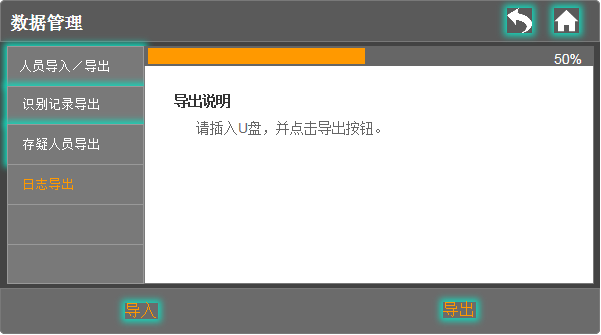 数据管理
人员导入／导出
50%
识别记录导出
存疑人员导出
日志导出
导出说明
请插入U盘，并点击导出按钮。
导入
导出